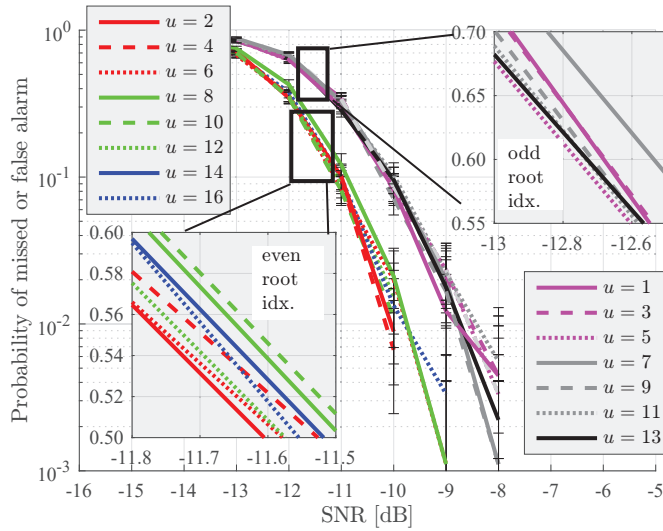 Probability of missed or false alarm
10^0
10^-1
10^-2
10^-3
u = 2
u = 4
u = 6
u = 8
u = 10
u = 12
u = 14
u = 16
0.70
0.65
0.60
0.55
odd
root
idx.
-13 -12.8 -12.6
0.60
0.58
0.56
0.54
0.52
0.50
even
root
idx.
-11.8 -11.7 -11.6 -11.5
u = 1
u = 3
u = 5
u = 7
u = 9
u = 11
u = 13
-16 -15 -14 -13 -12 -11 -10 -9 -8 -7 -6 -5
SNR [dB]